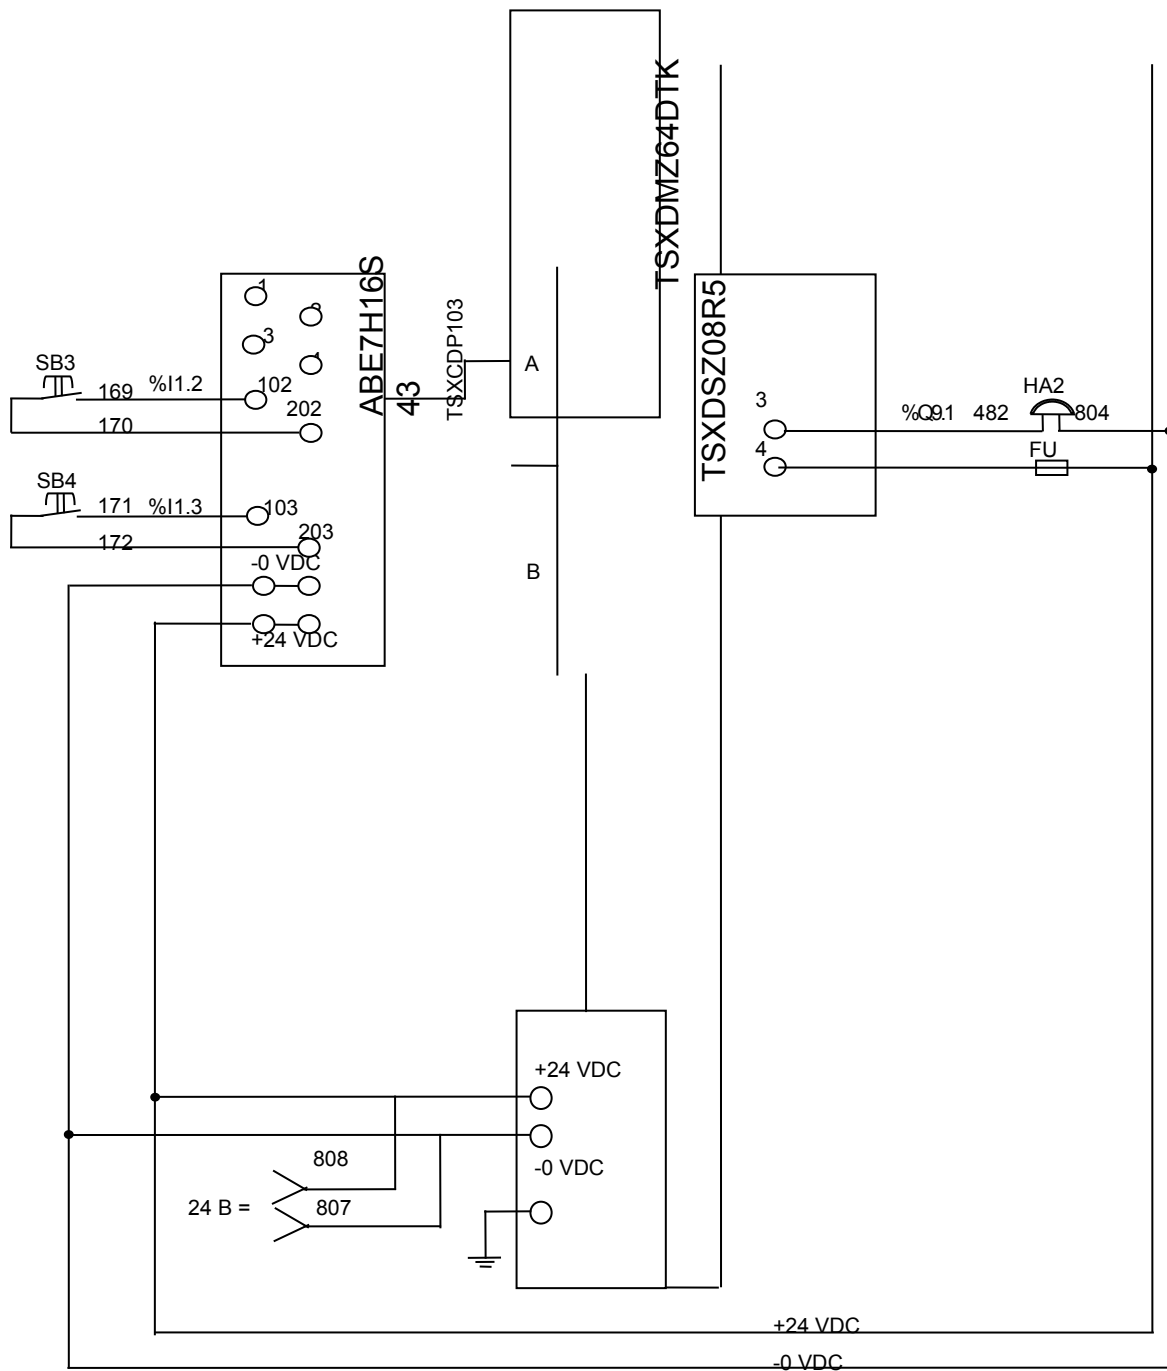 TSXDMZ64DTK
ABE7H16S
43
TSXCDP103
TSXDSZ08R5
1
3
SB3
169 %I1.2
102
170
202
A
3
482
HA2
804
4
FU
SB4
171 %I1.3
103
172
203
-0 VDC
B
+24 VDC
+24 VDC
808
-0 VDC
24 B =
807
+24 VDC
-0 VDC